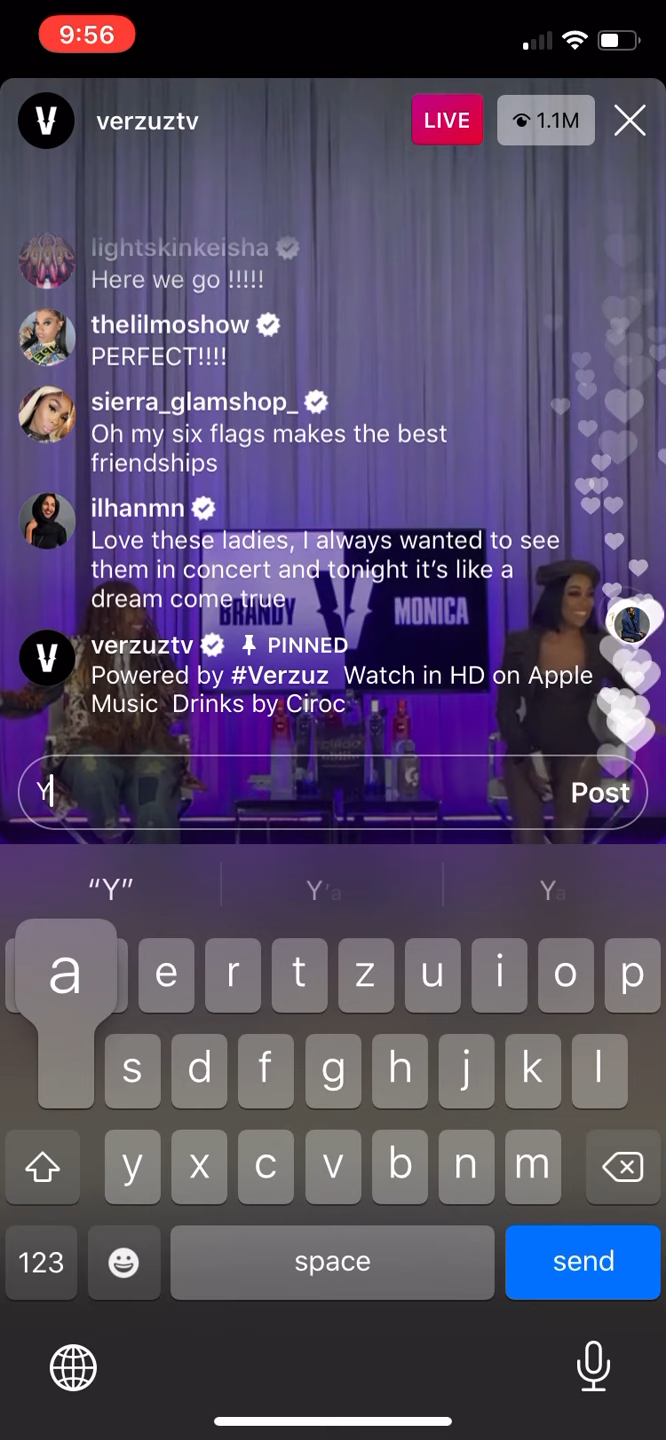 9:56
verzuztv LIVE 1.1M
lightskinkeisha
Here we go !!!!!
thelilmoshow
PERFECT!!!!
sierra_glamshop_
Oh my six flags makes the best
friendships
ilhanmn
Love these ladies, I always wanted to see
them in concert and tonight it’s like a
dream come true
BRANDY V MONICA
verzuztv PINNED
Powered by #Verzuz Watch in HD on Apple
Music Drinks by Ciroc
CIROC
Y Post
“Y” Y'a Ya
a e r t z u i o p
s d f g h j k l
y x c v b n m
123 space send